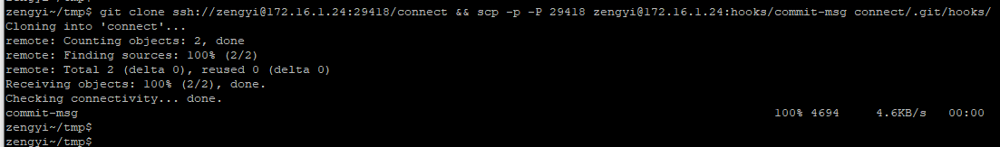 zengyi~/tmp$ git clone ssh://zengyi@172.16.1.24:29418/connect && scp -p -P 29418 zengyi@172.16.1.24:hooks/commit-msg connect/.git/hooks/
Cloning into 'connect'...
remote: Counting objects: 2, done
remote: Finding sources: 100% (2/2)
remote: Total 2 (delta 0), reused 0 (delta 0)
Receiving objects: 100% (2/2), done.
Checking connectivity... done.
commit-msg 100% 4694 4.6KB/s 00:00
zengyi~/tmp$
zengyi~/tmp$